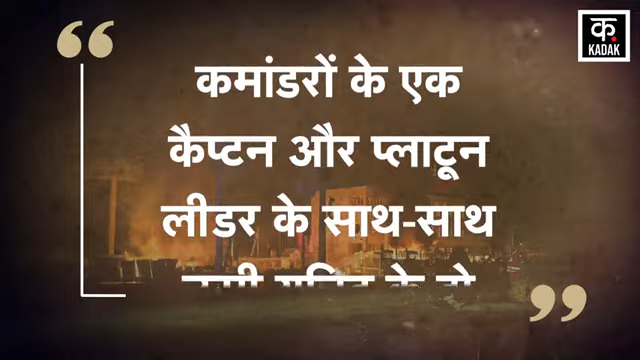 क.
KADAK
कमांडरों के एक
कैप्टन और प्लाटून
लीडर के साथ-साथ